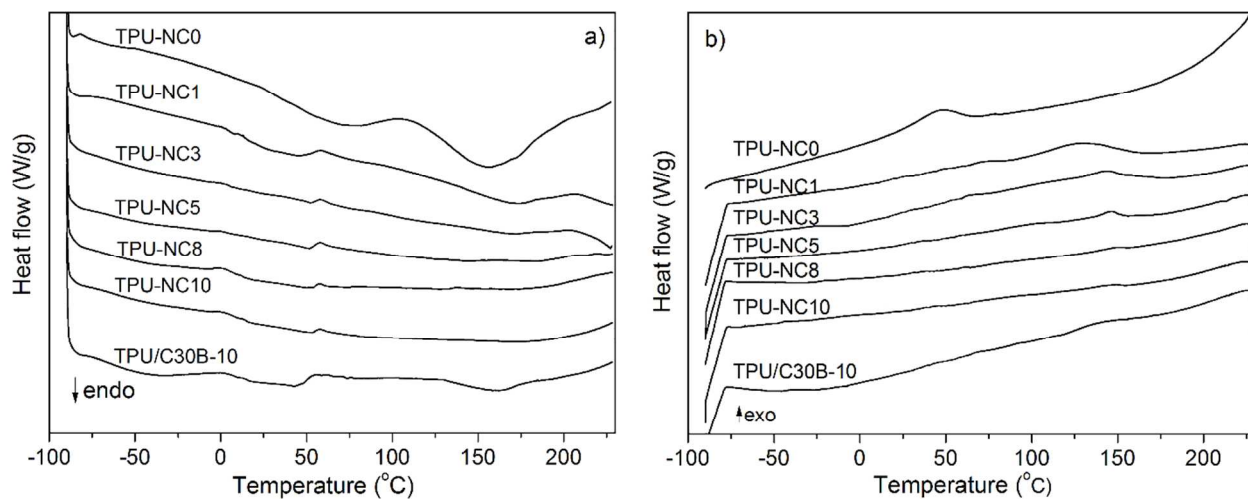 a)
TPU-NC0
TPU-NC1
TPU-NC3
TPU-NC5
TPU-NC8
TPU-NC10
TPU/C30B-10
↓endo
Heat flow (W/g)
-100 -50 0 50 100 150 200
Temperature (°C)
b)
TPU-NC0
TPU-NC1
TPU-NC3
TPU-NC5
TPU-NC8
TPU-NC10
TPU/C30B-10
↑exo
Heat flow (W/g)
-100 -50 0 50 100 150 200
Temperature (°C)